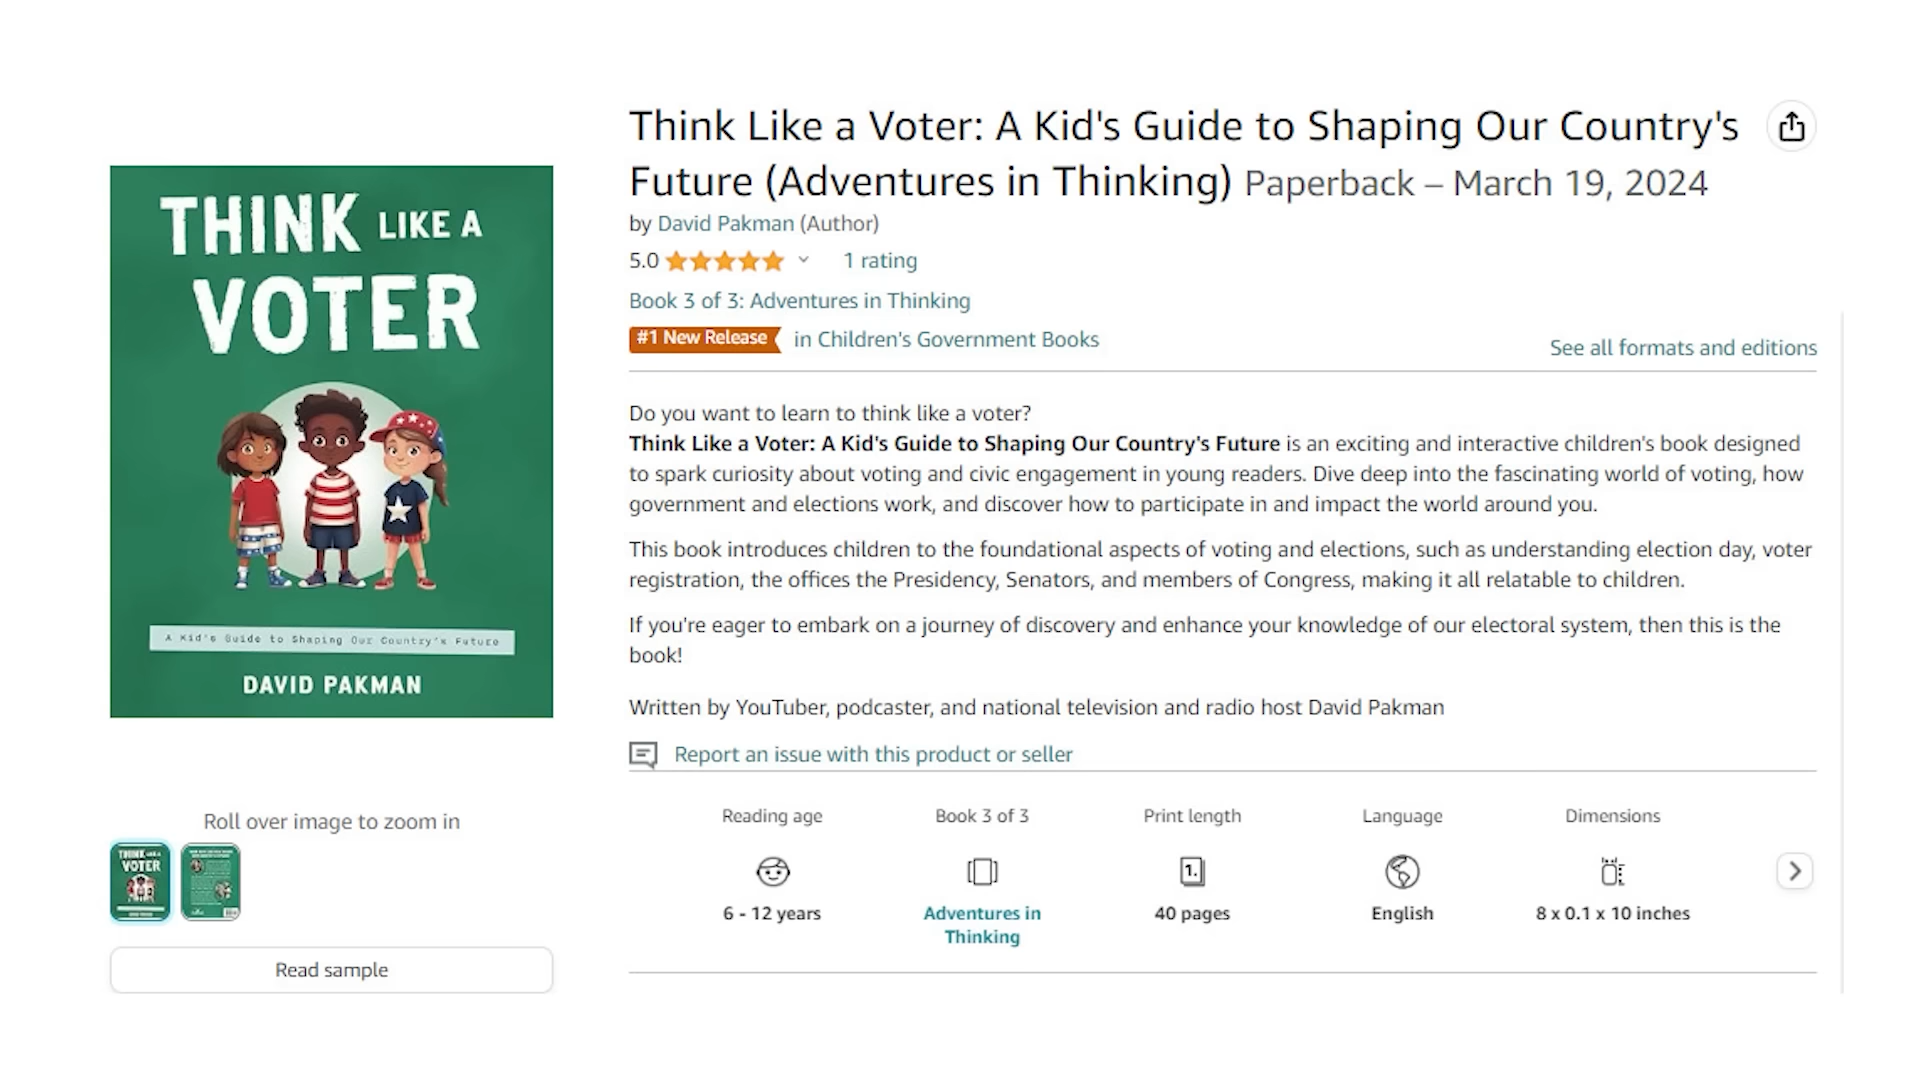 THINK LIKE A
VOTER
A Kid's Guide to Shaping Our Country's Future
DAVID PAKMAN
Roll over image to zoom in
THINK LIKE A
VOTER
Read sample
Think Like a Voter: A Kid's Guide to Shaping Our Country's
Future (Adventures in Thinking) Paperback – March 19, 2024
by David Pakman (Author)
5.0 1 rating
Book 3 of 3: Adventures in Thinking
#1 New Release in Children's Government Books
See all formats and editions
Do you want to learn to think like a voter?
Think Like a Voter: A Kid's Guide to Shaping Our Country's Future is an exciting and interactive children's book designed
to spark curiosity about voting and civic engagement in young readers. Dive deep into the fascinating world of voting, how
government and elections work, and discover how to participate in and impact the world around you.
This book introduces children to the foundational aspects of voting and elections, such as understanding election day, voter
registration, the offices the Presidency, Senators, and members of Congress, making it all relatable to children.
If you're eager to embark on a journey of discovery and enhance your knowledge of our electoral system, then this is the
book!
Written by YouTuber, podcaster, and national television and radio host David Pakman
Report an issue with this product or seller
Reading age
6 - 12 years
Book 3 of 3
Adventures in
Thinking
Print length
1.
40 pages
Language
English
Dimensions
8 x 0.1 x 10 inches